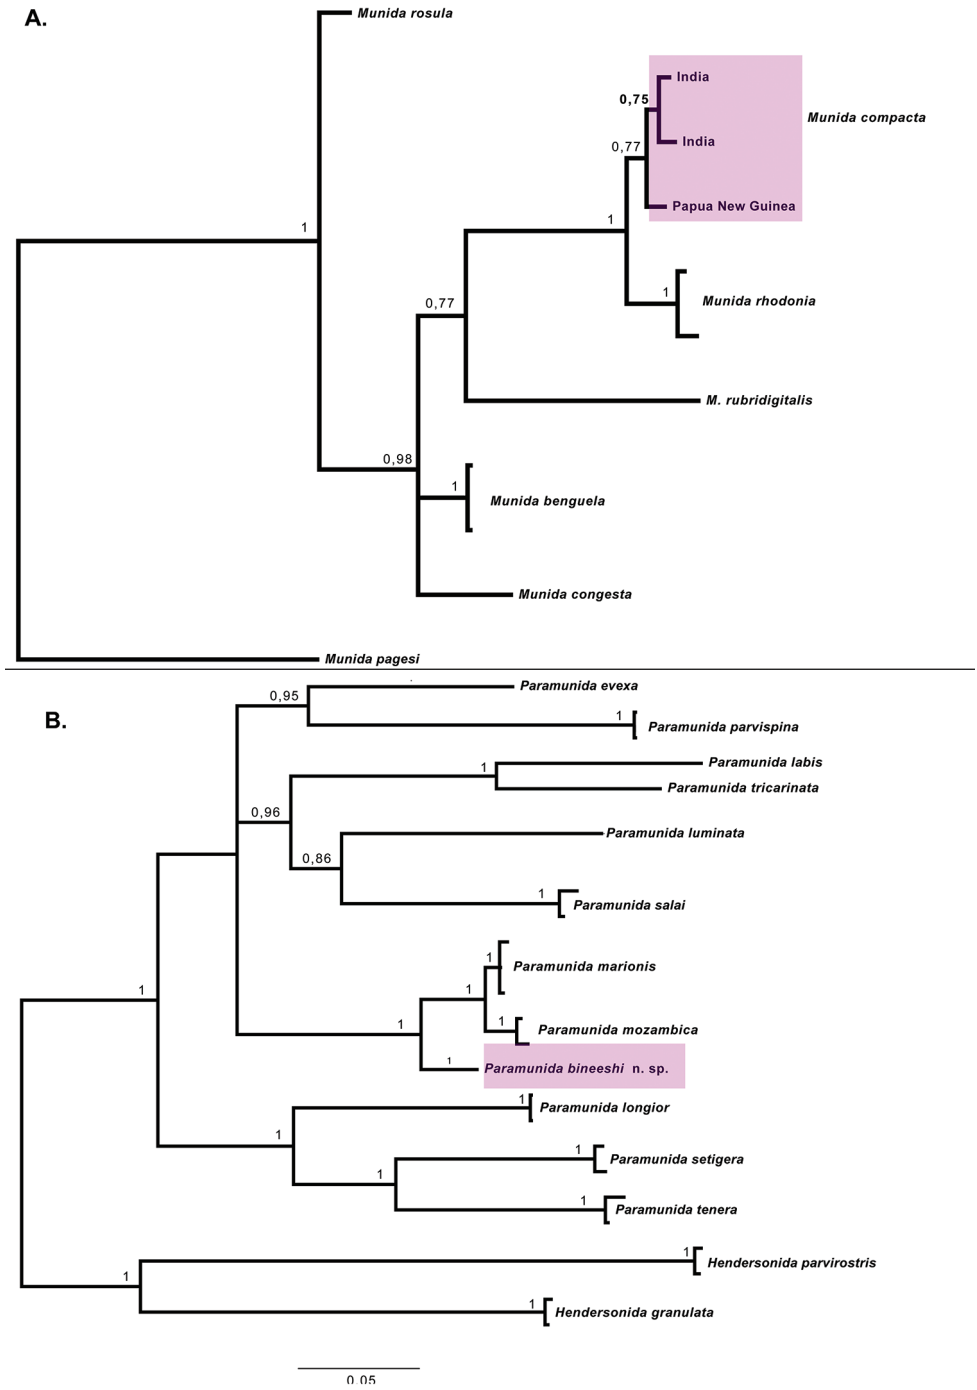 A.
Munida rosula
India
0,75
Munida compacta
India
0,77
Papua New Guinea
1
1
1
Munida rhodonia
0,77
M. rubridigitalis
0,98
1
Munida benguela
Munida congesta
Munida pagesi
B.
Paramunida evexa
0,95
1
Paramunida parvispina
Paramunida labis
1
Paramunida tricarinata
0,96
Paramunida luminata
0,86
1
Paramunida salai
1
Paramunida marionis
1
1
1
1
Paramunida mozambica
1
Paramunida bineeshi n. sp.
1
Paramunida longior
1
1
Paramunida setigera
1
1
Paramunida tenera
1
Hendersonida parvirostris
1
1
Hendersonida granulata
0.05